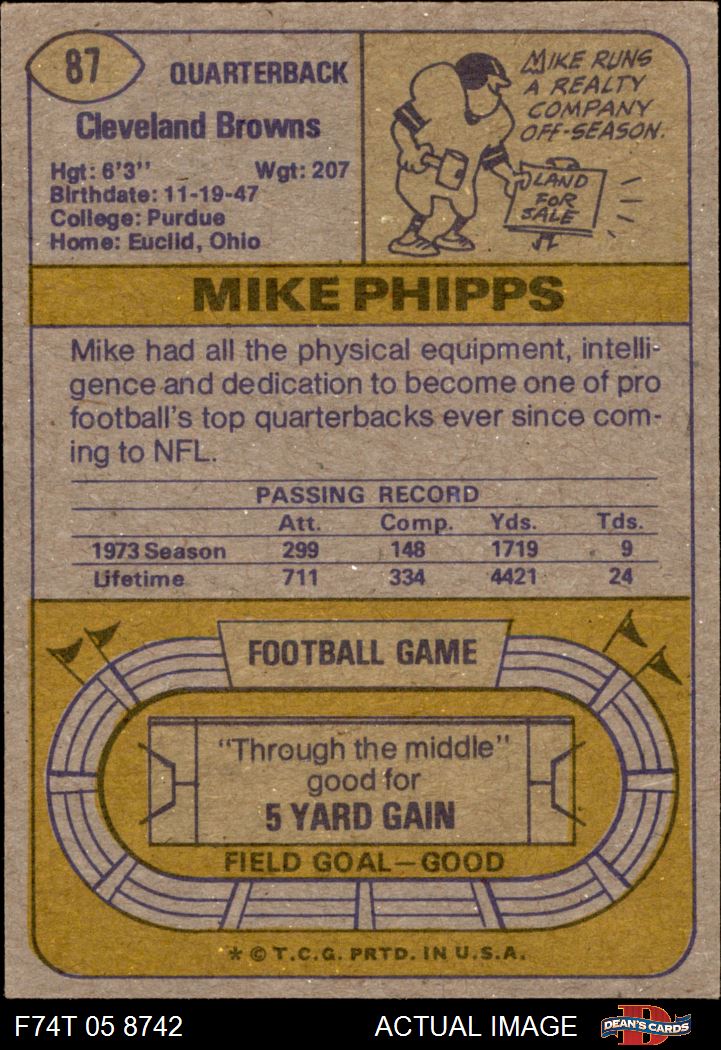 87
QUARTERBACK
Cleveland Browns
Hgt: 6'3" Wgt: 207
Birthdate: 11-19-47
College: Purdue
Home: Euclid, Ohio
MIKE RUNS
A REALTY
COMPANY
OFF-SEASON.
LAND
FOR
SALE
MIKE PHIPPS
Mike had all the physical equipment, intelli-
gence and dedication to become one of pro
football's top quarterbacks ever since com-
ing to NFL.
PASSING RECORD
Att. Comp. Yds. Tds.
1973 Season 299 148 1719 9
Lifetime 711 334 4421 24
FOOTBALL GAME
"Through the middle"
good for
5 YARD GAIN
FIELD GOAL—GOOD
* © T.C.G. PRTD. IN U.S.A.
F74T 05 8742 ACTUAL IMAGE
D
DEAN'S CARDS